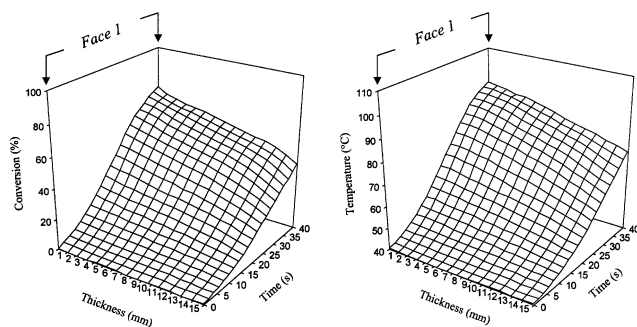 Face 1
100
80
60
40
20
0
Conversion (%)
1 2 3 4 5 6 7 8 9 10 11 12 13 14 15
Thickness (mm)
0 5 10 15 20 25 30 35 40
Time (s)
Face 1
110
100
90
80
70
60
50
40
Temperature (°C)
1 2 3 4 5 6 7 8 9 10 11 12 13 14 15
Thickness (mm)
0 5 10 15 20 25 30 35 40
Time (s)